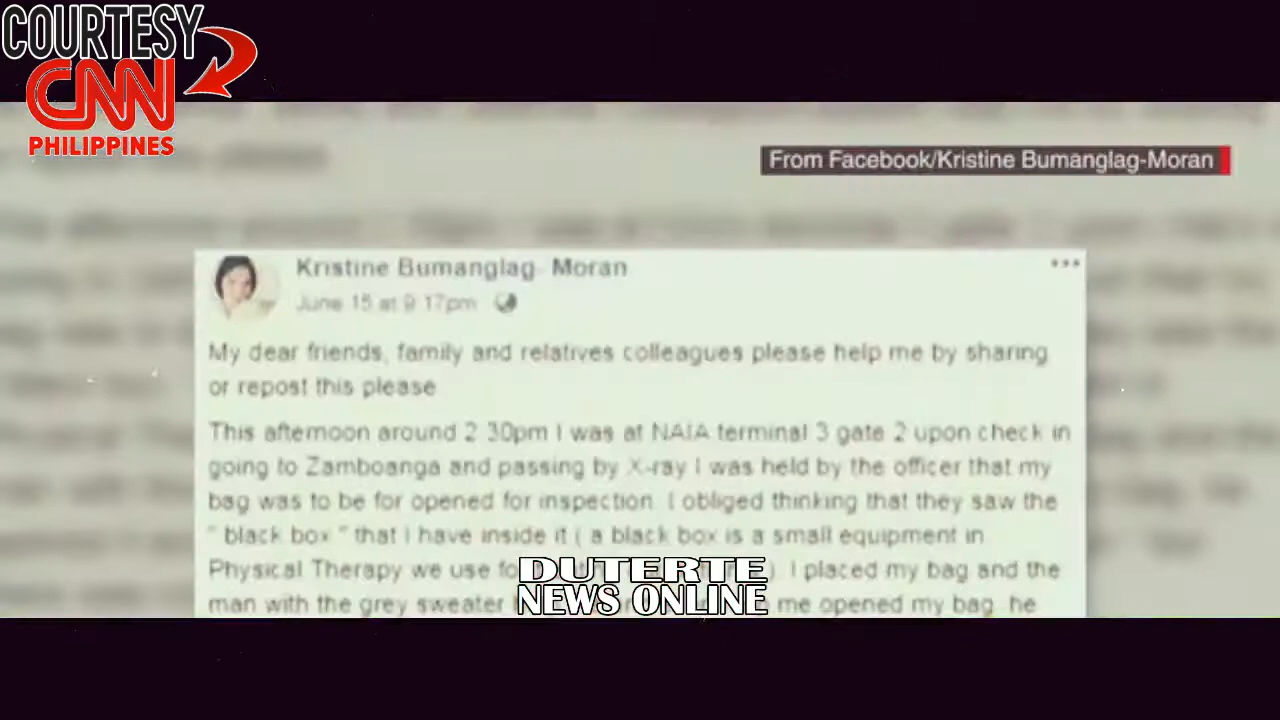 COURTESY
CNN
PHILIPPINES
From Facebook/Kristine Bumanglag-Moran
Kristine Bumanglag- Moran
June 15 at 9 17pm
My dear friends, family and relatives colleagues please help me by sharing
or repost this please
This afternoon around 2 30pm I was at NAIA terminal 3 gate 2 upon check in
going to Zamboanga and passing by X-ray I was held by the officer that my
bag was to be for opened for inspection. I obliged thinking that they saw the
" black box " that I have inside it ( a black box is a small equipment in
Physical Therapy we use ) I placed my bag and the
man with the grey sweater me opened my bag he
DUTERTE
NEWS ONLINE